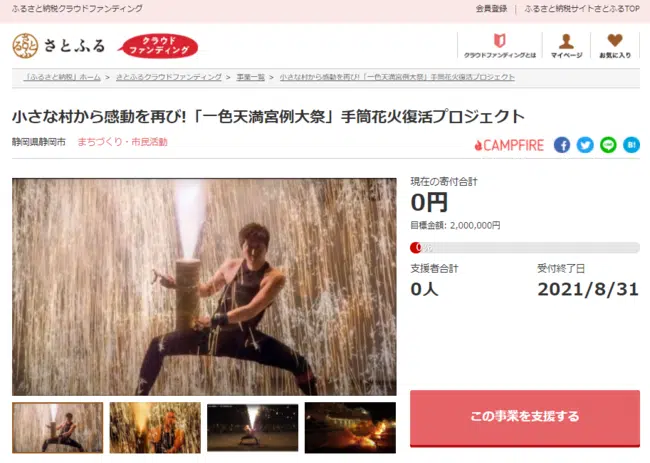 ふるさと納税クラウドファンディング
会員登録 | ふるさと納税サイトさとふるTOP
さとふる
クラウド
ファンディング
クラウドファンディングとは
マイページ
お気に入り
「ふるさと納税」ホーム > さとふるクラウドファンディング > 事業一覧 > 小さな村から感動を再び!「一色天満宮例大祭」手筒花火復活プロジェクト
小さな村から感動を再び!「一色天満宮例大祭」手筒花火復活プロジェクト
静岡県静岡市 まちづくり・市民活動
CAMPFIRE
LINE
B!
現在の寄付合計
0円
目標金額: 2,000,000円
0%
支援者合計 受付終了日
0人 2021/8/31
この事業を支援する